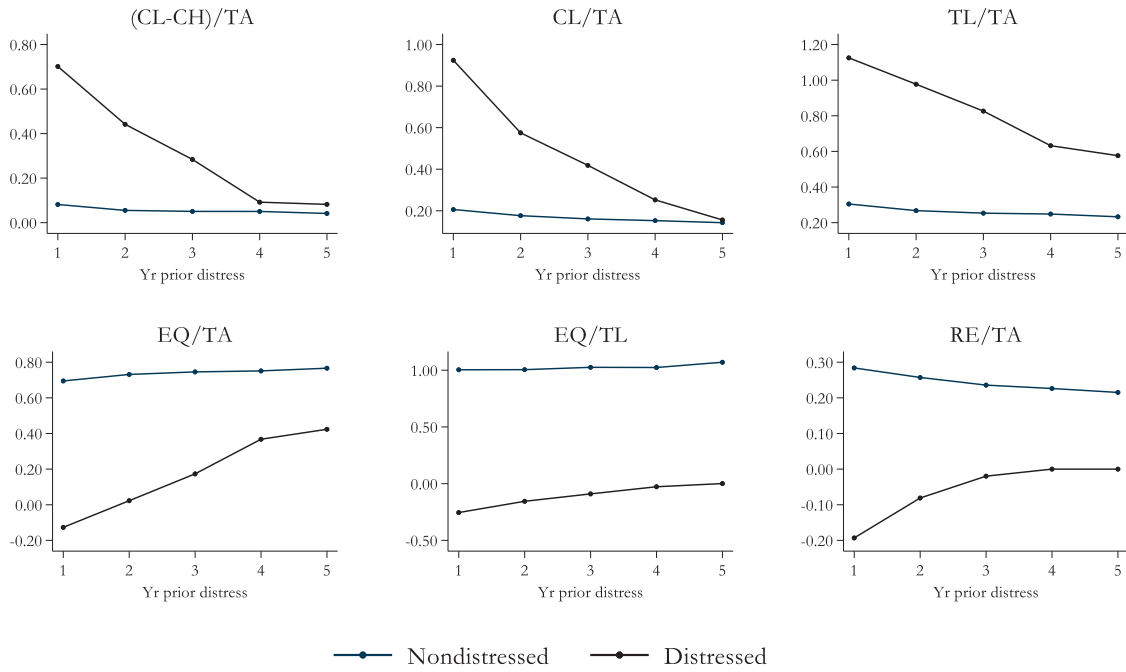 (CL-CH)/TA
0.80
0.60
0.40
0.20
0.00
1 2 3 4 5
Yr prior distress
CL/TA
1.00
0.80
0.60
0.40
0.20
1 2 3 4 5
Yr prior distress
TL/TA
1.20
1.00
0.80
0.60
0.40
0.20
1 2 3 4 5
Yr prior distress
EQ/TA
0.80
0.60
0.40
0.20
0.00
-0.20
1 2 3 4 5
Yr prior distress
EQ/TL
1.00
0.50
0.00
-0.50
1 2 3 4 5
Yr prior distress
RE/TA
0.30
0.20
0.10
0.00
-0.10
-0.20
1 2 3 4 5
Yr prior distress
Nondistressed Distressed